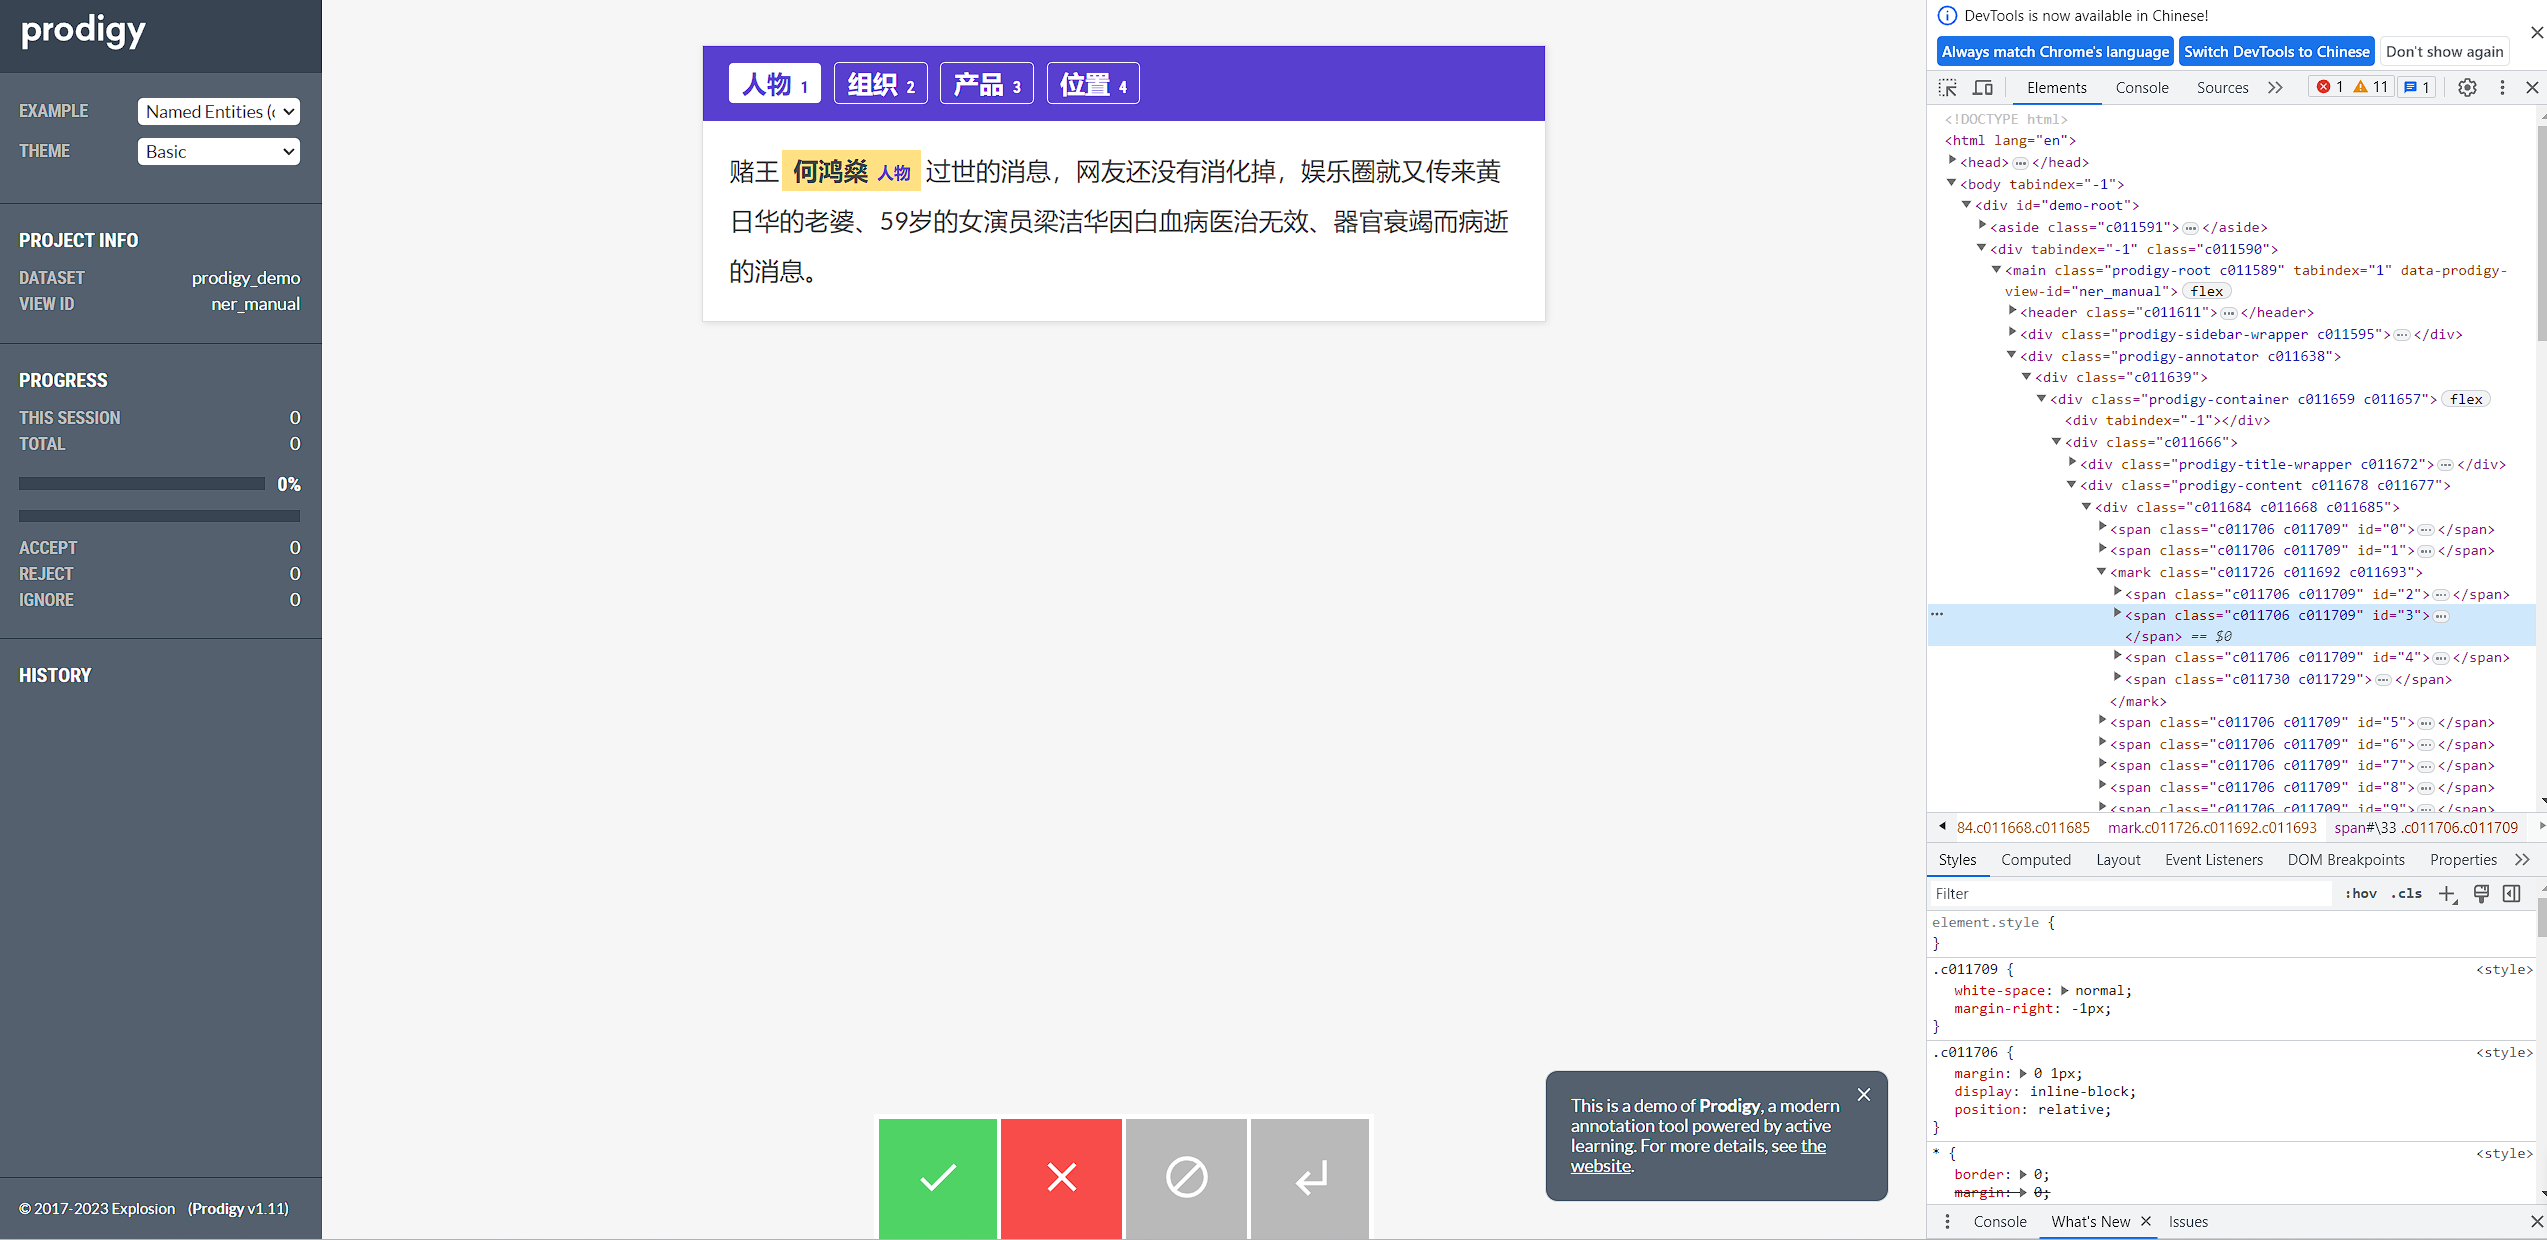 prodigy
EXAMPLE
Named Entities (c
THEME
Basic
PROJECT INFO
DATASET prodigy_demo
VIEW ID ner_manual
PROGRESS
THIS SESSION 0
TOTAL 0
0%
ACCEPT 0
REJECT 0
IGNORE 0
HISTORY
© 2017-2023 Explosion (Prodigy v1.11)
人物 1 组织 2 产品 3 位置 4
赌王 何鸿燊 人物 过世的消息，网友还没有消化掉，娱乐圈就又传来黄
日华的老婆、59岁的女演员梁洁华因白血病医治无效、器官衰竭而病逝
的消息。
This is a demo of Prodigy, a modern
annotation tool powered by active
learning. For more details, see the
website.
DevTools is now available in Chinese!
Always match Chrome's language Switch DevTools to Chinese Don't show again
Elements Console Sources 1 11 1
<!DOCTYPE html>
<html lang="en">
<head> … </head>
<body tabindex="-1">
<div id="demo-root">
<aside class="c011591"> … </aside>
<div tabindex="-1" class="c011590">
<main class="prodigy-root c011589" tabindex="1" data-prodigy-
view-id="ner_manual"> flex
<header class="c011611"> … </header>
<div class="prodigy-sidebar-wrapper c011595"> … </div>
<div class="prodigy-annotator c011638">
<div class="c011639">
<div class="prodigy-container c011659 c011657"> flex
<div tabindex="-1"></div>
<div class="c011666">
<div class="prodigy-title-wrapper c011672"> … </div>
<div class="prodigy-content c011678 c011677">
<div class="c011684 c011668 c011685">
<span class="c011706 c011709" id="0"> … </span>
<span class="c011706 c011709" id="1"> … </span>
<mark class="c011726 c011692 c011693">
<span class="c011706 c011709" id="2"> … </span>
<span class="c011706 c011709" id="3"> …
</span> == $0
<span class="c011706 c011709" id="4"> … </span>
<span class="c011730 c011729"> … </span>
</mark>
<span class="c011706 c011709" id="5"> … </span>
<span class="c011706 c011709" id="6"> … </span>
<span class="c011706 c011709" id="7"> … </span>
<span class="c011706 c011709" id="8"> … </span>
<span class="c011706 c011709" id="9"> … </span>
84.c011668.c011685 mark.c011726.c011692.c011693 span#\33 .c011706.c011709
Styles Computed Layout Event Listeners DOM Breakpoints Properties
Filter :hov .cls
element.style {
}
.c011709 { <style>
white-space: normal;
margin-right: -1px;
}
.c011706 { <style>
margin: 0 1px;
display: inline-block;
position: relative;
}
* { <style>
border: 0;
margin: 0;
Console What's New Issues